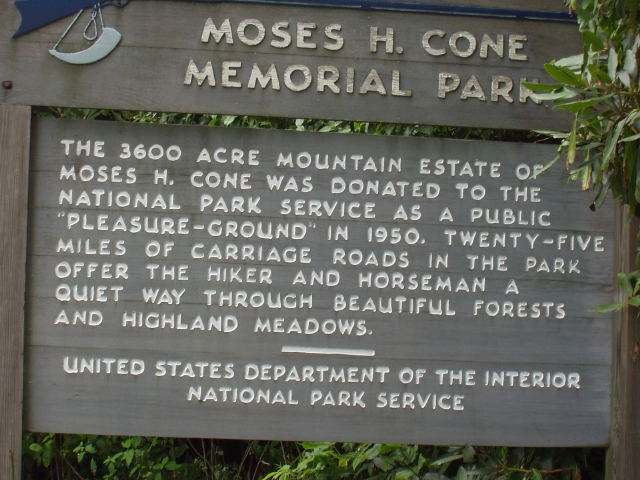 MOSES H. CONE
MEMORIAL PARK
THE 3600 ACRE MOUNTAIN ESTATE OF
MOSES H. CONE WAS DONATED TO THE
NATIONAL PARK SERVICE AS A PUBLIC
"PLEASURE-GROUND" IN 1950. TWENTY-FIVE
MILES OF CARRIAGE ROADS IN THE PARK
OFFER THE HIKER AND HORSEMAN A
QUIET WAY THROUGH BEAUTIFUL FORESTS
AND HIGHLAND MEADOWS.
UNITED STATES DEPARTMENT OF THE INTERIOR
NATIONAL PARK SERVICE